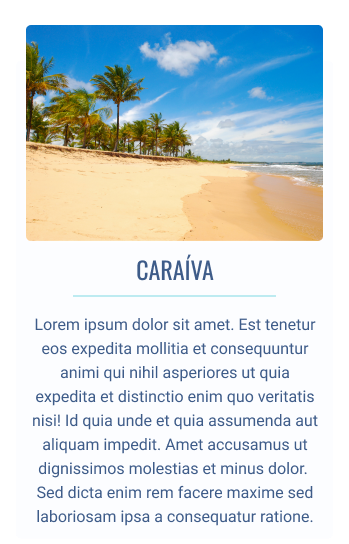 CARAÍVA
Lorem ipsum dolor sit amet. Est tenetur
eos expedita mollitia et consequuntur
animi qui nihil asperiores ut quia
expedita et distinctio enim quo veritatis
nisi! Id quia unde et quia assumenda aut
aliquam impedit. Amet accusamus ut
dignissimos molestias et minus dolor.
Sed dicta enim rem facere maxime sed
laboriosam ipsa a consequatur ratione.